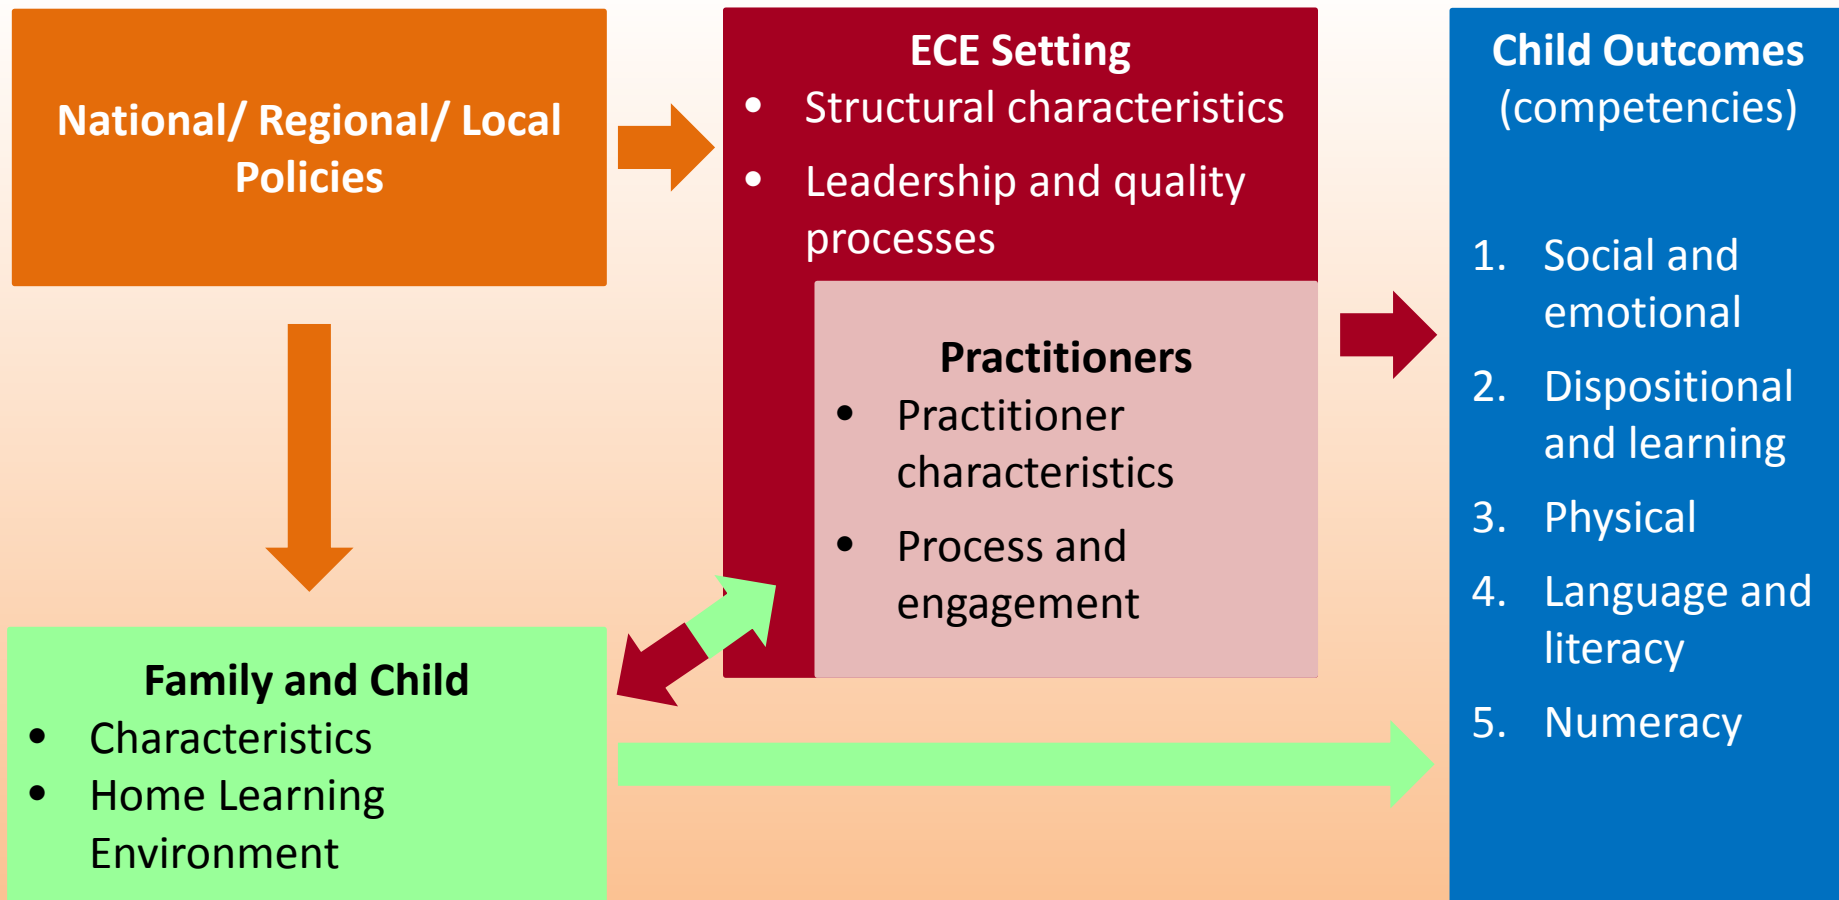 National/ Regional/ Local
Policies
ECE Setting
• Structural characteristics
• Leadership and quality
processes
Practitioners
• Practitioner
characteristics
• Process and
engagement
Family and Child
• Characteristics
• Home Learning
Environment
Child Outcomes
(competencies)
1. Social and
emotional
2. Dispositional
and learning
3. Physical
4. Language and
literacy
5. Numeracy